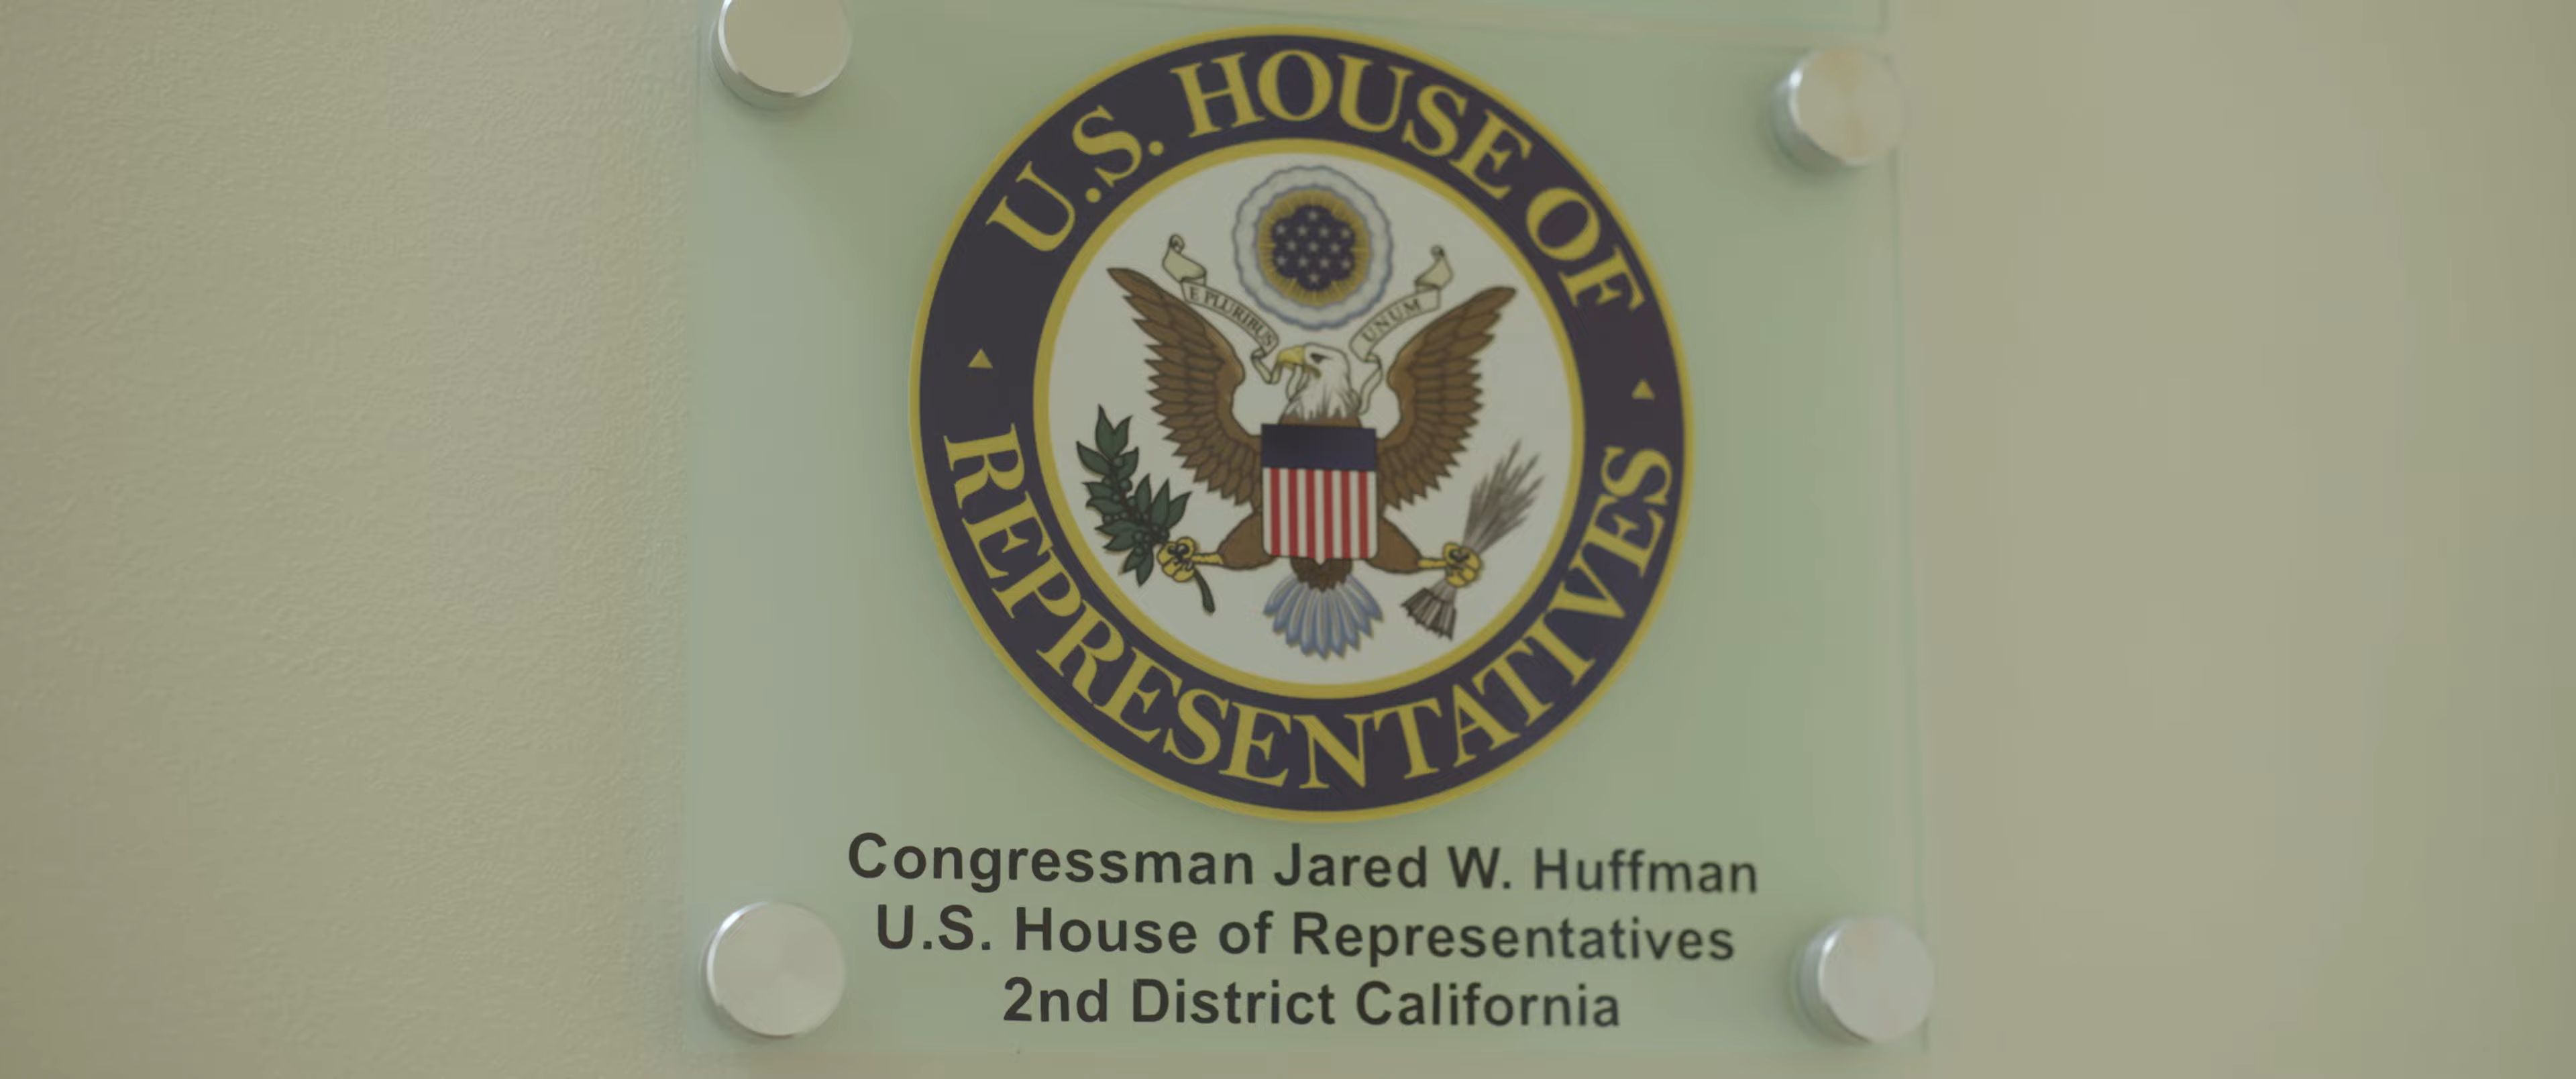 U.S. HOUSE OF
E PLURIBUS UNUM
REPRESENTATIVES
Congressman Jared W. Huffman
U.S. House of Representatives
2nd District California